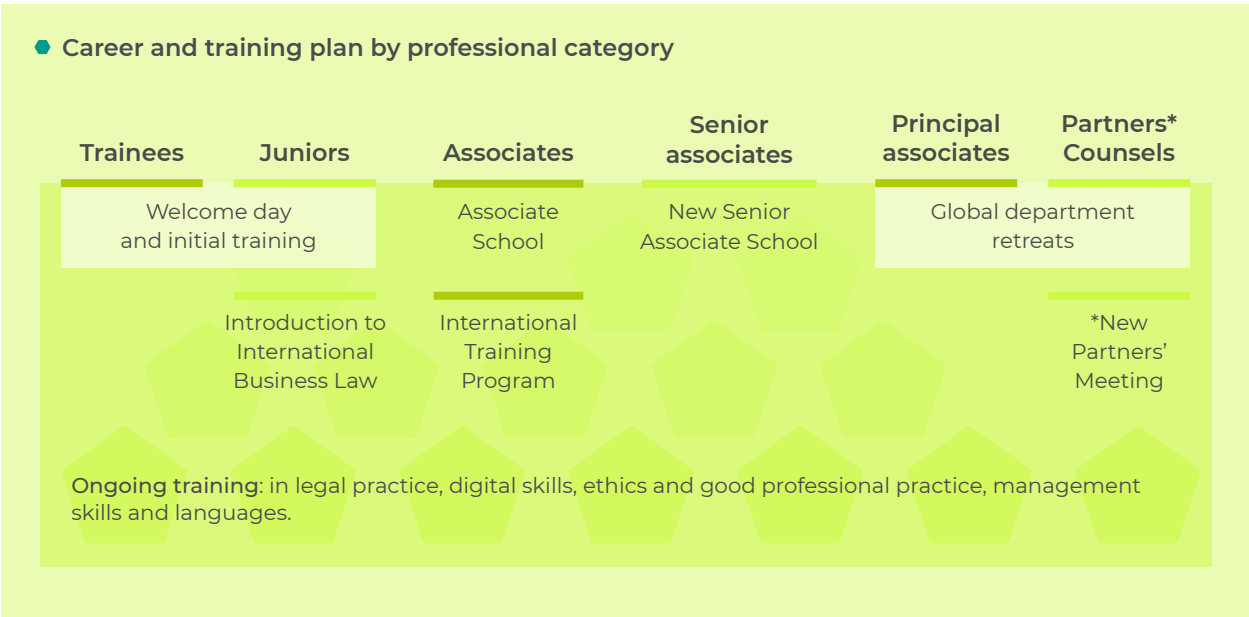 Career and training plan by professional category
Trainees
Juniors
Associates
Senior
associates
Principal
associates
Partners*
Counsels
Welcome day
and initial training
Associate
School
New Senior
Associate School
Global department
retreats
Introduction to
International
Business Law
International
Training
Program
*New
Partners’
Meeting
Ongoing training: in legal practice, digital skills, ethics and good professional practice, management
skills and languages.